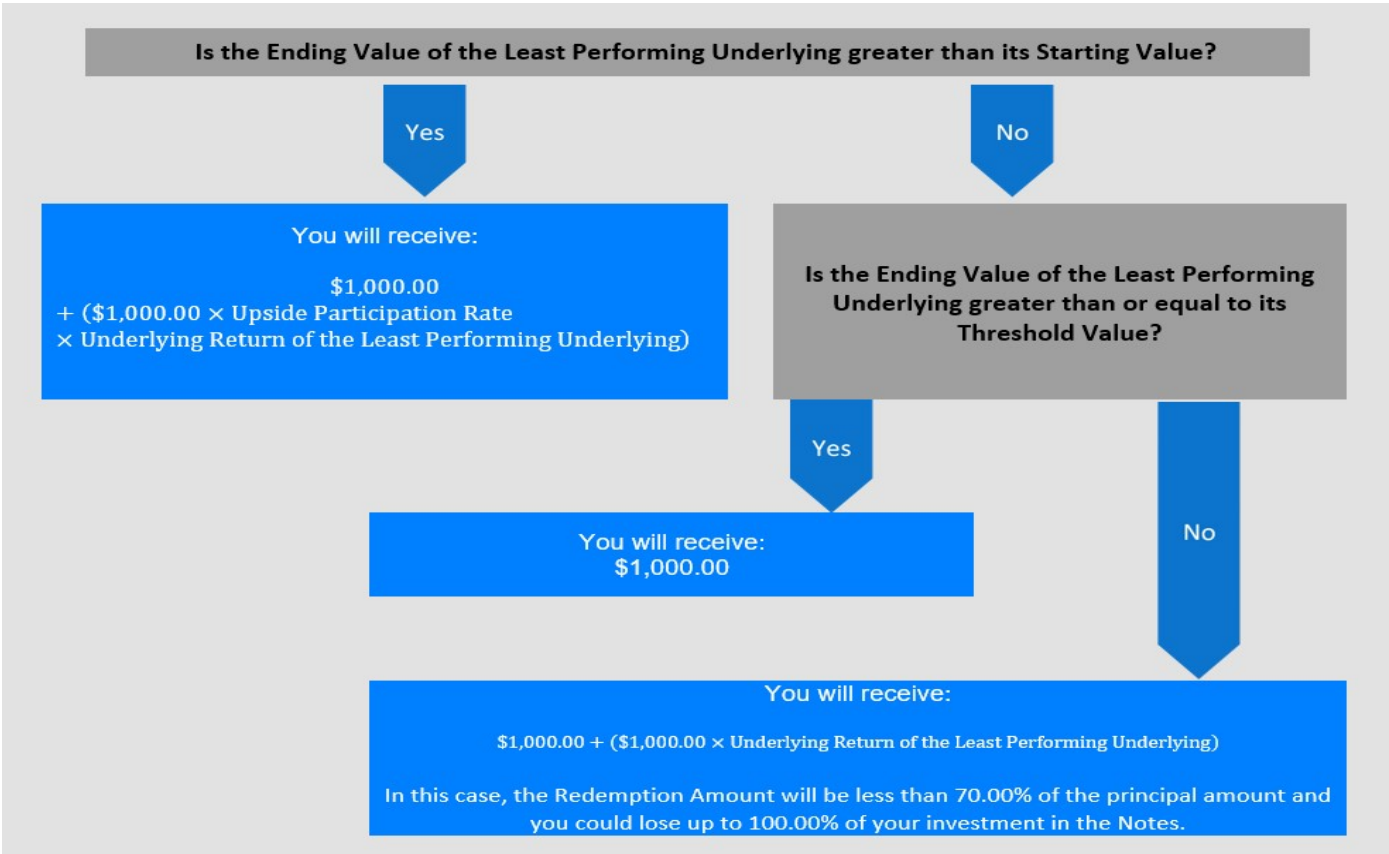 Is the Ending Value of the Least Performing Underlying greater than its Starting Value?
Yes
No
You will receive:
$1,000.00
+ ($1,000.00 × Upside Participation Rate
× Underlying Return of the Least Performing Underlying)
Is the Ending Value of the Least Performing
Underlying greater than or equal to its
Threshold Value?
Yes
No
You will receive:
$1,000.00
You will receive:
$1,000.00 + ($1,000.00 × Underlying Return of the Least Performing Underlying)
In this case, the Redemption Amount will be less than 70.00% of the principal amount and
you could lose up to 100.00% of your investment in the Notes.